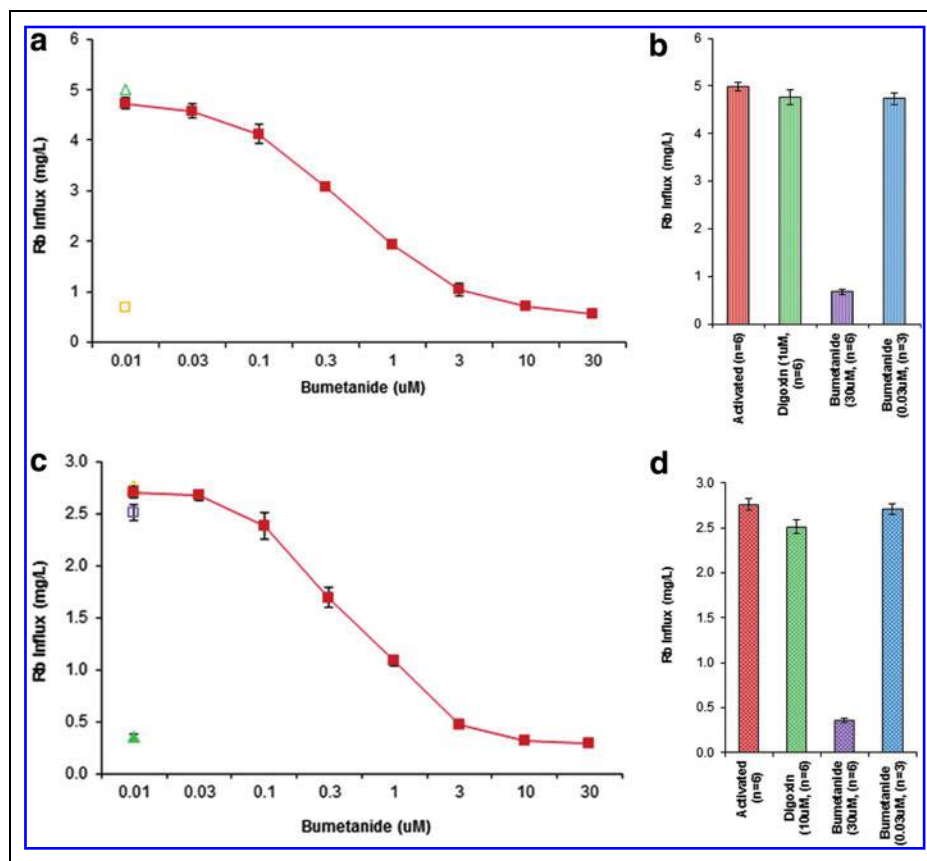 a
6
5
4
3
2
1
0
Rb Influx (mg/L)
0.01 0.03 0.1 0.3 1 3 10 30
Bumetanide (uM)
b
6
5
4
3
2
1
0
Rb Influx (mg/L)
Activated (n=6)
Digoxin (1uM,
(n=6)
Bumetanide
(30uM, (n=6)
Bumetanide
(0.03uM, (n=3)
c
3.0
2.5
2.0
1.5
1.0
0.5
0.0
Rb Influx (mg/L)
0.01 0.03 0.1 0.3 1 3 10 30
Bumetanide (uM)
d
3.0
2.5
2.0
1.5
1.0
0.5
0.0
Rb Influx (mg/L)
Activated
(n=6)
Digoxin
(10uM, (n=6)
Bumetanide
(30uM, (n=6)
Bumetanide
(0.03uM, (n=3)